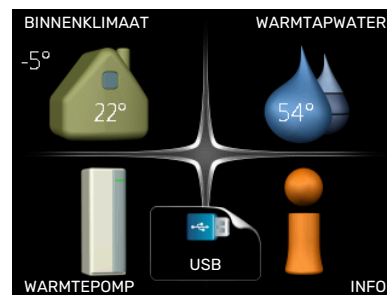 BINNENKLIMAAT
WARMTAPWATER
-5°
22°
54°
USB
WARMTEPOMP
INFO